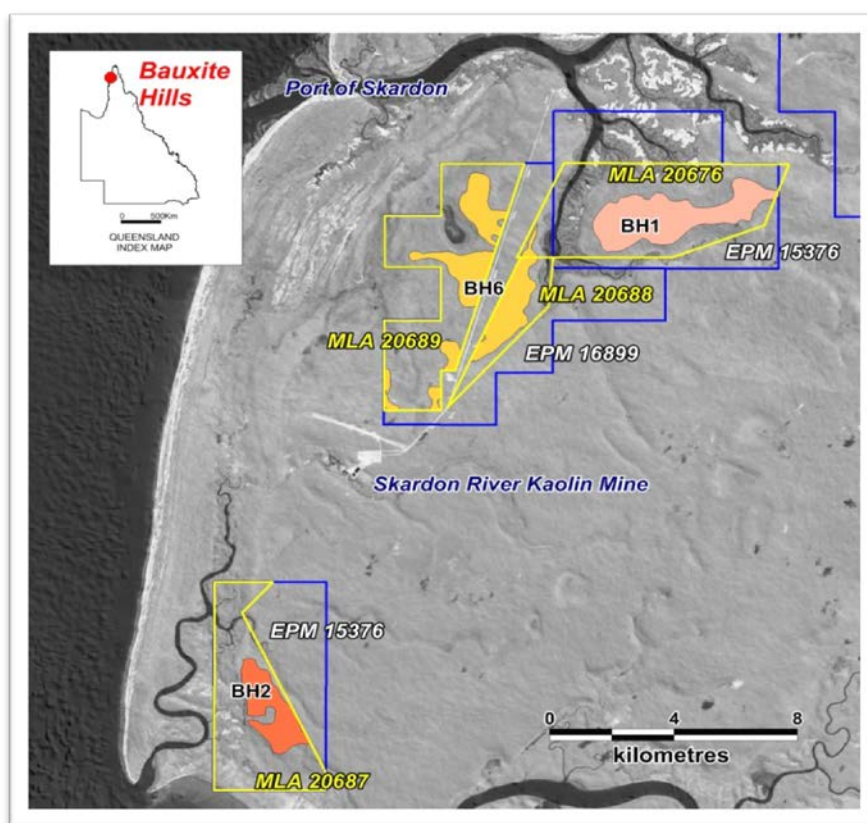 Bauxite
Hills
0 500Km
QUEENSLAND
INDEX MAP
Port of Skardon
MLA 20676
BH1
EPM 15376
BH6
MLA 20688
MLA 20689
EPM 16899
Skardon River Kaolin Mine
EPM 15376
BH2
MLA 20687
0 4 8
kilometres